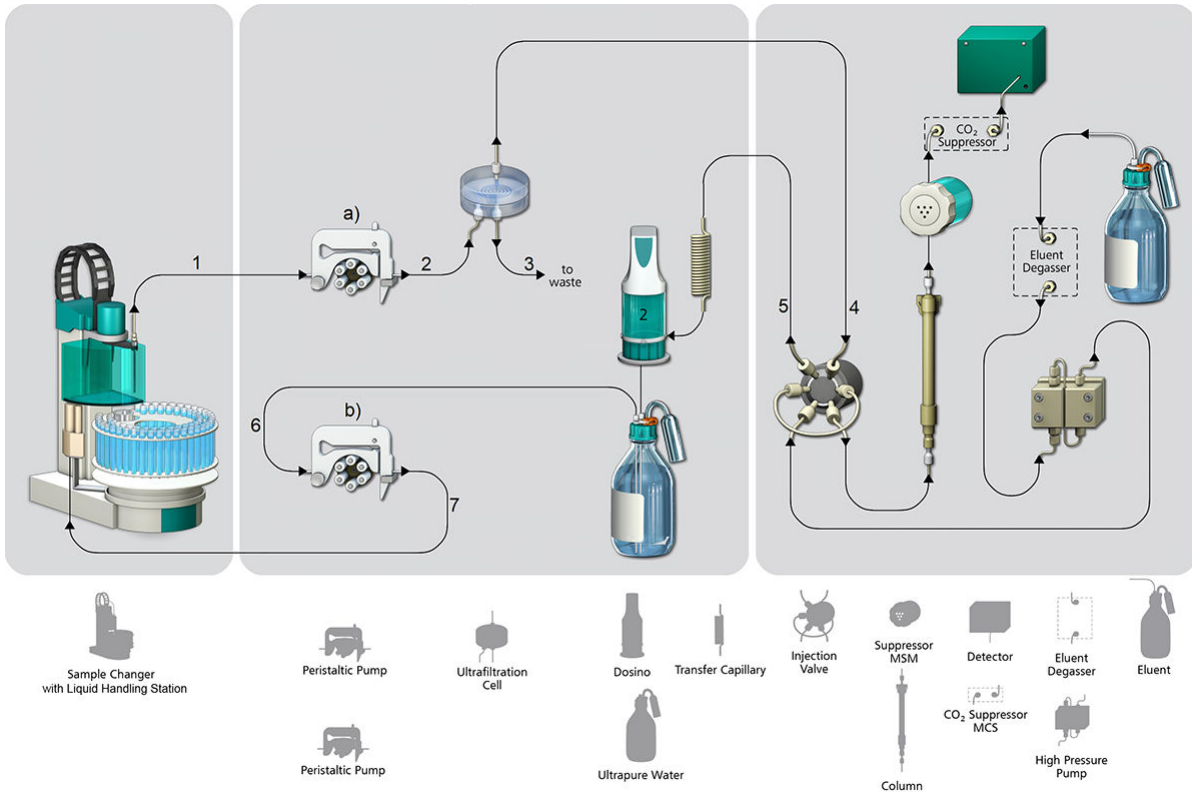 a)
1
2
3
to
waste
2
5
4
CO₂
Suppressor
Eluent
Degasser
b)
6
7
Sample Changer
with Liquid Handling Station
Peristaltic Pump
Ultrafiltration
Cell
Dosino
Transfer Capillary
Injection
Valve
Suppressor
MSM
Detector
Eluent
Degasser
Eluent
Peristaltic Pump
Ultrapure Water
Column
CO₂ Suppressor
MCS
High Pressure
Pump